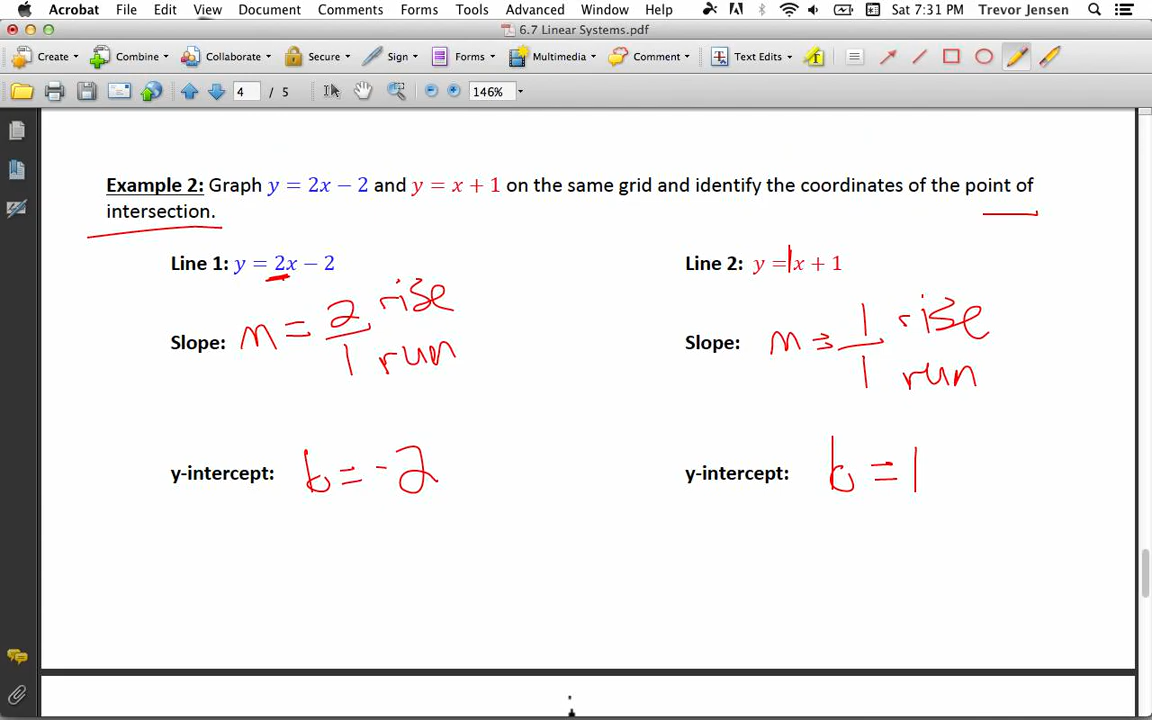 Acrobat File Edit View Document Comments Forms Tools Advanced Window Help Sat 7:31 PM Trevor Jensen
6.7 Linear Systems.pdf
Create Combine Collaborate Secure Sign Forms Multimedia Comment Text Edits
4 / 5 146%
Example 2: Graph y = 2x − 2 and y = x + 1 on the same grid and identify the coordinates of the point of
intersection.
Line 1: y = 2x − 2
Line 2: y = 1x + 1
Slope: m = 2/1 rise run
Slope: m = 1/1 rise run
y-intercept: b = -2
y-intercept: b = 1